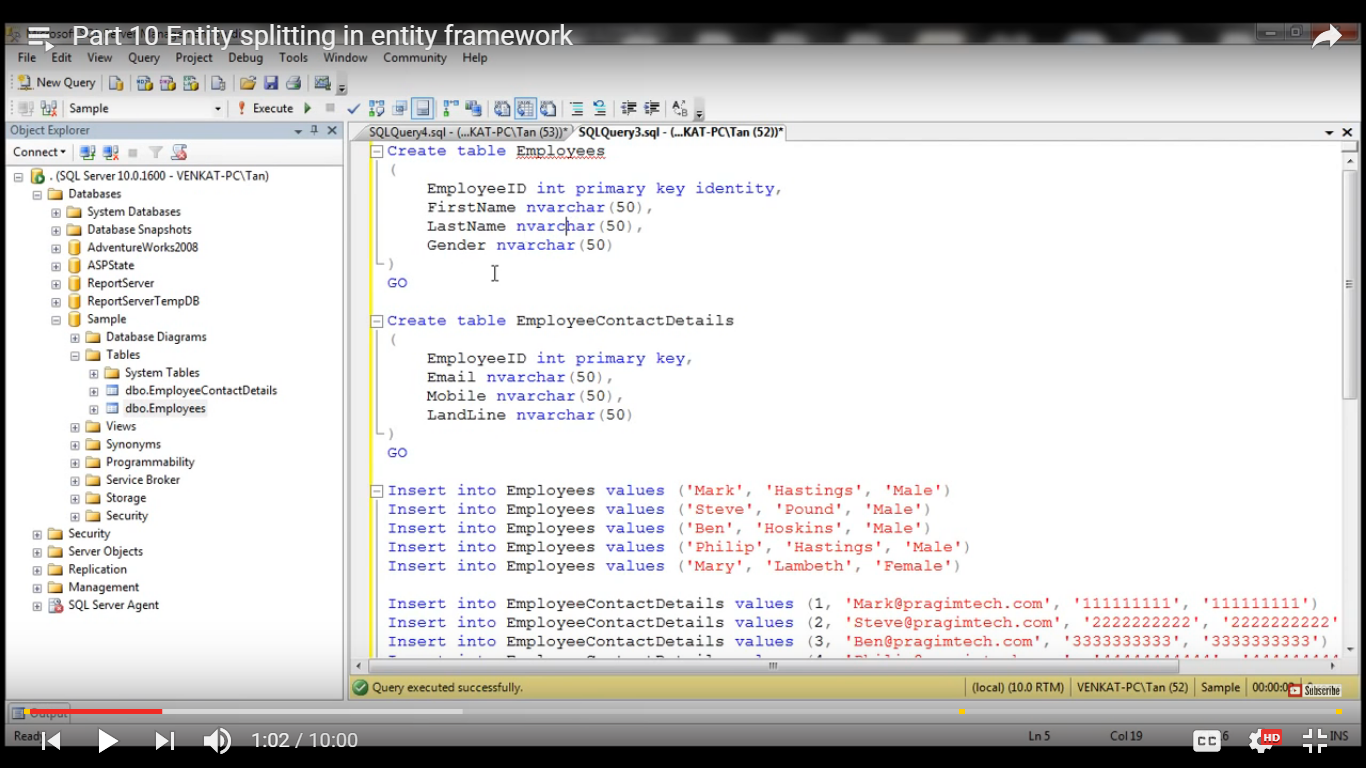 Part 10 Entity splitting in entity framework
File Edit View Query Project Debug Tools Window Community Help
New Query
Sample Execute
Object Explorer
SQLQuery4.sql - (...KAT-PC\Tan (53))* SQLQuery3.sql - (...KAT-PC\Tan (52))*
Connect
. (SQL Server 10.0.1600 - VENKAT-PC\Tan)
Databases
System Databases
Database Snapshots
AdventureWorks2008
ASPState
ReportServer
ReportServerTempDB
Sample
Database Diagrams
Tables
System Tables
dbo.EmployeeContactDetails
dbo.Employees
Views
Synonyms
Programmability
Service Broker
Storage
Security
Security
Server Objects
Replication
Management
SQL Server Agent
Create table Employees
(
EmployeeID int primary key identity,
FirstName nvarchar(50),
LastName nvarchar(50),
Gender nvarchar(50)
)
GO
Create table EmployeeContactDetails
(
EmployeeID int primary key,
Email nvarchar(50),
Mobile nvarchar(50),
LandLine nvarchar(50)
)
GO
Insert into Employees values ('Mark', 'Hastings', 'Male')
Insert into Employees values ('Steve', 'Pound', 'Male')
Insert into Employees values ('Ben', 'Hoskins', 'Male')
Insert into Employees values ('Philip', 'Hastings', 'Male')
Insert into Employees values ('Mary', 'Lambeth', 'Female')
Insert into EmployeeContactDetails values (1, 'Mark@pragimtech.com', '111111111', '111111111')
Insert into EmployeeContactDetails values (2, 'Steve@pragimtech.com', '2222222222', '2222222222'
Insert into EmployeeContactDetails values (3, 'Ben@pragimtech.com', '3333333333', '3333333333')
Query executed successfully. (local) (10.0 RTM) VENKAT-PC\Tan (52) Sample 00:00:0
Subscribe
Output
Ready Ln 5 Col 19 INS
1:02 / 10:00 CC HD